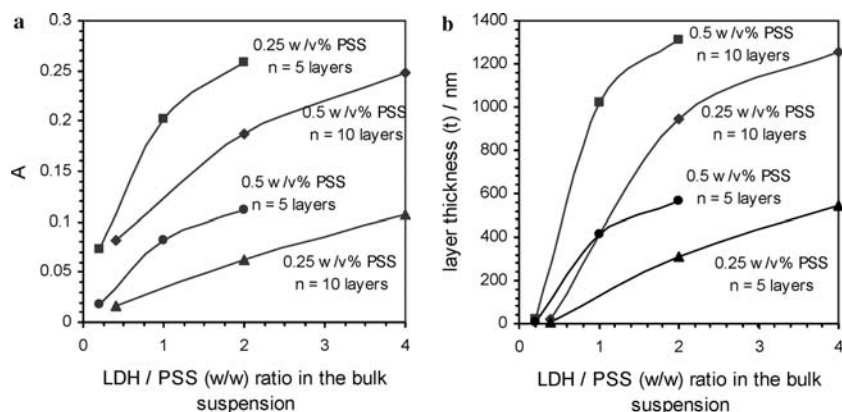 a
0.3
0.25
0.2
0.15
0.1
0.05
0
A
0.25 w/v% PSS
n = 5 layers
0.5 w/v% PSS
n = 10 layers
0.5 w/v% PSS
n = 5 layers
0.25 w/v% PSS
n = 10 layers
0 1 2 3 4
LDH / PSS (w/w) ratio in the bulk
suspension
b
1400
1200
1000
800
600
400
200
0
layer thickness (t) / nm
0.5 w/v% PSS
n = 10 layers
0.25 w/v% PSS
n = 10 layers
0.5 w/v% PSS
n = 5 layers
0.25 w/v% PSS
n = 5 layers
0 1 2 3 4
LDH / PSS (w/w) ratio in the bulk
suspension